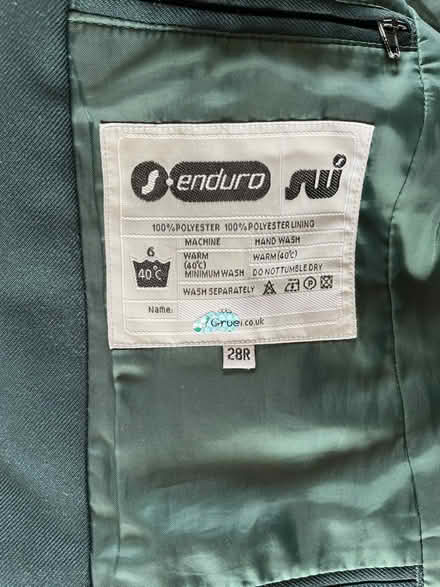 S·enduro
SWI
100%POLYESTER 100%POLYESTER LINING
6
40°C
MACHINE HAND WASH
WARM WARM(40°C)
(40°C)
MINIMUM WASH DO NOT TUMBLE DRY
WASH SEPARATELY A P
Name:
Gruel.co.uk
28R